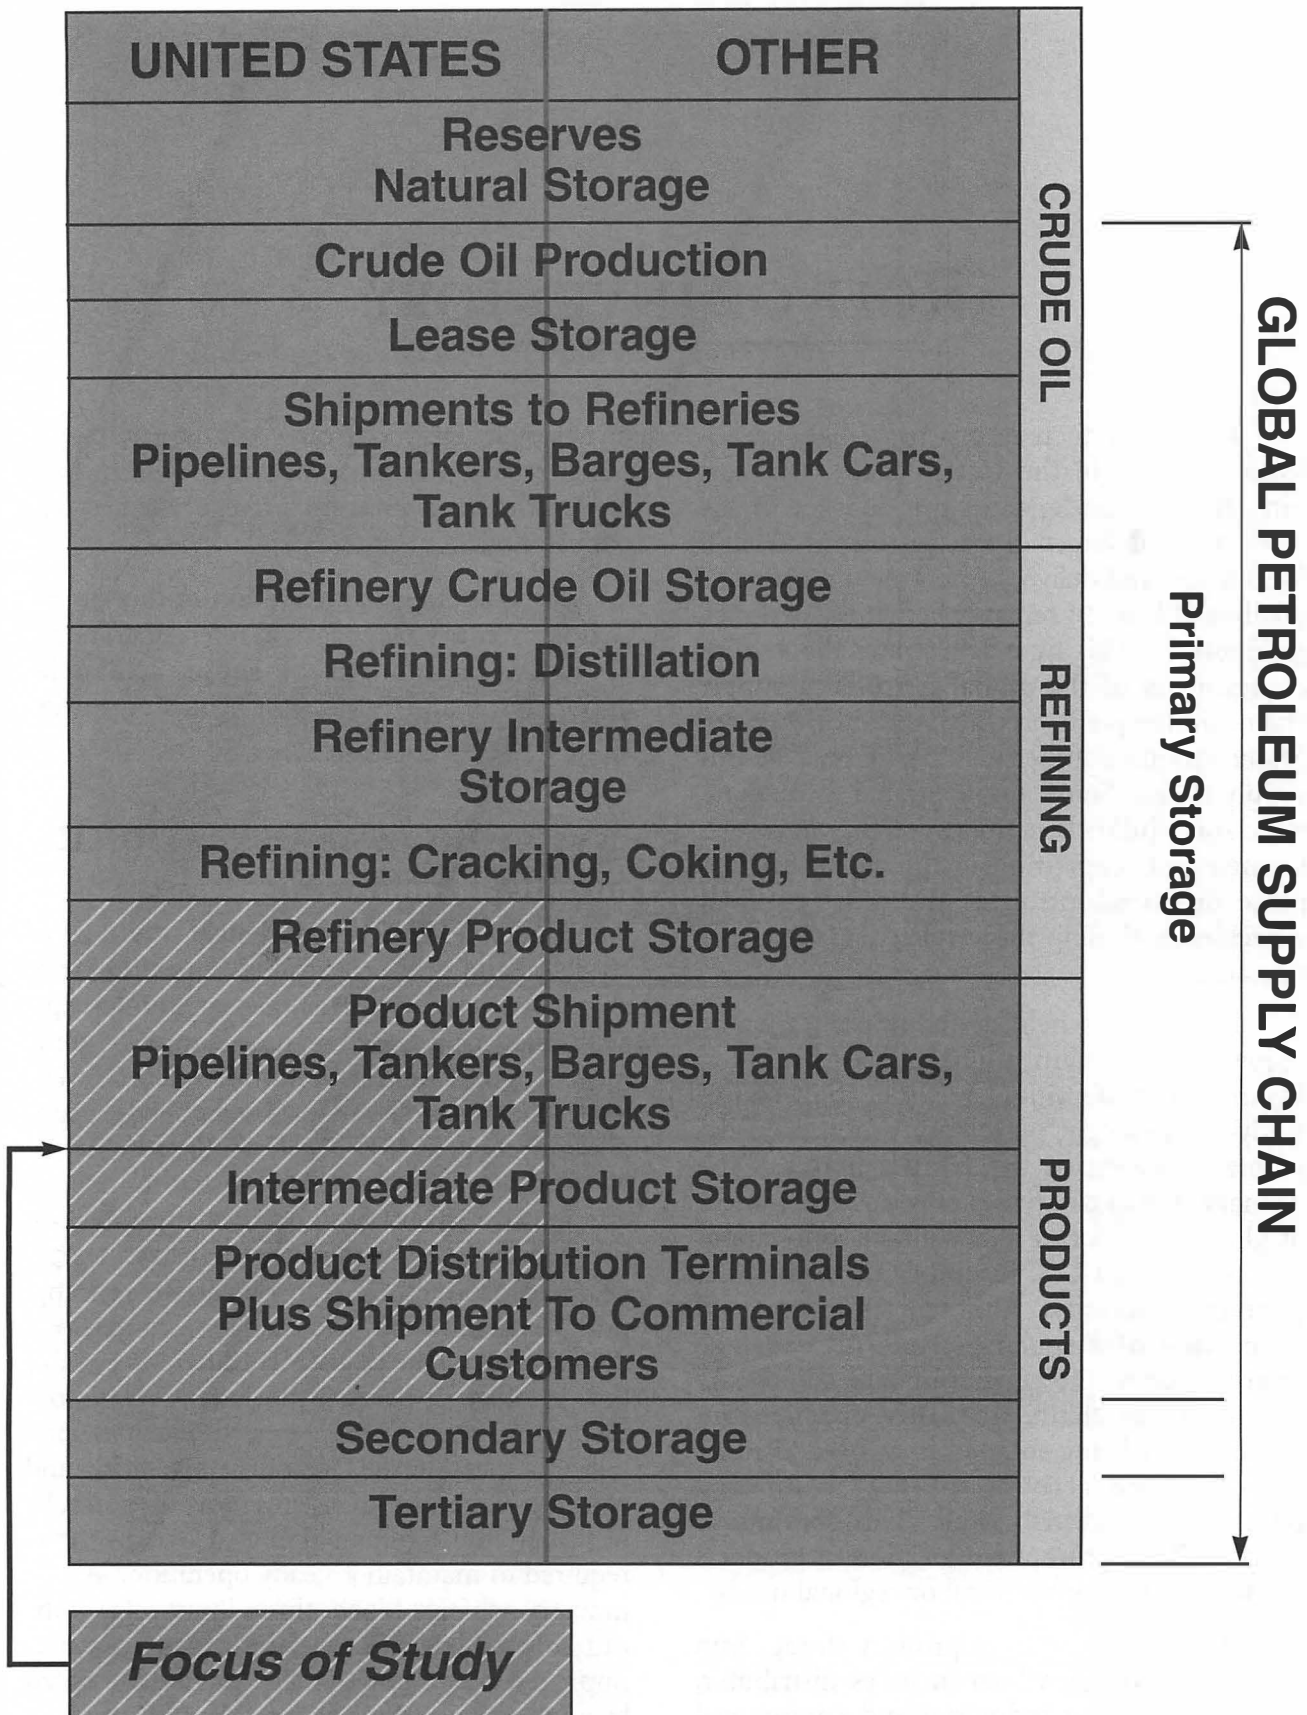 UNITED STATES
OTHER
Reserves
Natural Storage
Crude Oil Production
Lease Storage
Shipments to Refineries
Pipelines, Tankers, Barges, Tank Cars,
Tank Trucks
Refinery Crude Oil Storage
Refining: Distillation
Refinery Intermediate
Storage
Refining: Cracking, Coking, Etc.
Refinery Product Storage
Product Shipment
Pipelines, Tankers, Barges, Tank Cars,
Tank Trucks
Intermediate Product Storage
Product Distribution Terminals
Plus Shipment To Commercial
Customers
Secondary Storage
Tertiary Storage
CRUDE OIL
REFINING
PRODUCTS
Primary Storage
GLOBAL PETROLEUM SUPPLY CHAIN
Focus of Study